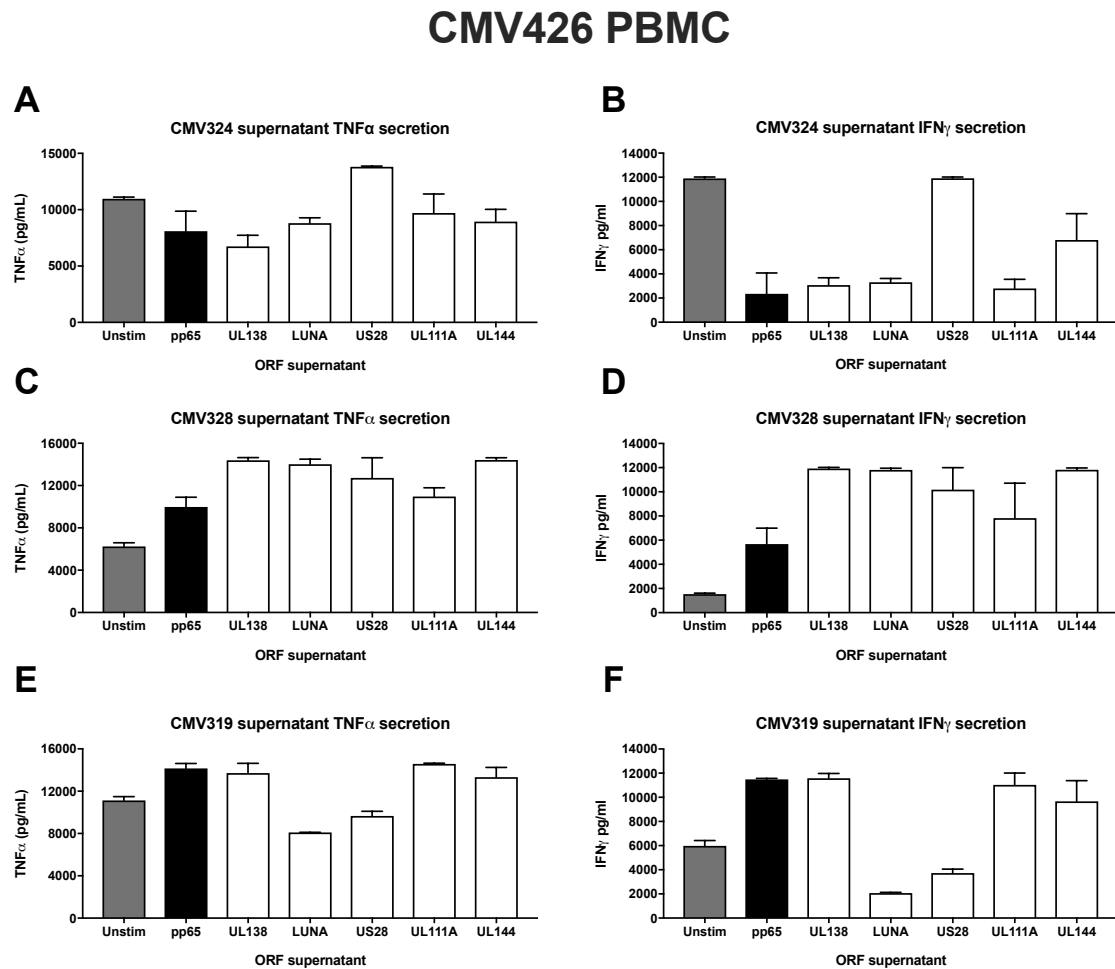 CMV426 PBMC
A
CMV324 supernatant TNFα secretion
TNFα (pg/mL)
15000
10000
5000
0
Unstim pp65 UL138 LUNA US28 UL111A UL144
ORF supernatant
B
CMV324 supernatant IFNγ secretion
IFNγ pg/ml
14000
12000
10000
8000
6000
4000
2000
0
Unstim pp65 UL138 LUNA US28 UL111A UL144
ORF supernatant
C
CMV328 supernatant TNFα secretion
TNFα (pg/mL)
16000
12000
8000
4000
0
Unstim pp65 UL138 LUNA US28 UL111A UL144
ORF supernatant
D
CMV328 supernatant IFNγ secretion
IFNγ pg/ml
14000
12000
10000
8000
6000
4000
2000
0
Unstim pp65 UL138 LUNA US28 UL111A UL144
ORF supernatant
E
CMV319 supernatant TNFα secretion
TNFα (pg/mL)
16000
12000
8000
4000
0
Unstim pp65 UL138 LUNA US28 UL111A UL144
ORF supernatant
F
CMV319 supernatant IFNγ secretion
IFNγ pg/ml
14000
12000
10000
8000
6000
4000
2000
0
Unstim pp65 UL138 LUNA US28 UL111A UL144
ORF supernatant